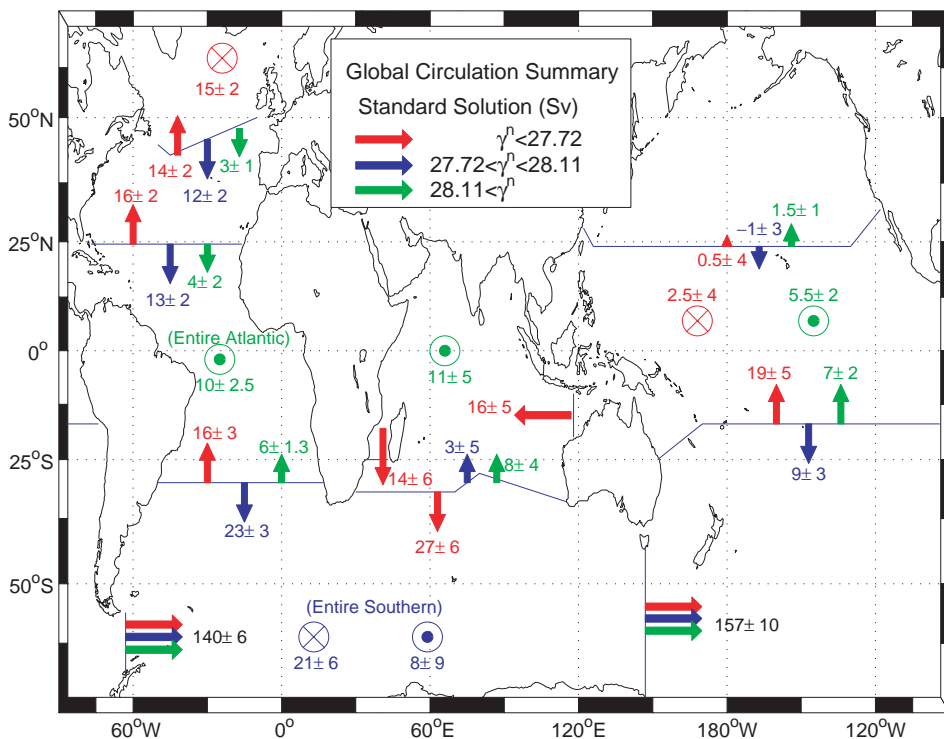 Global Circulation Summary
Standard Solution (Sv)
γⁿ<27.72
27.72<γⁿ<28.11
28.11<γⁿ
15± 2
50°N
14± 2
12± 2
3± 1
16± 2
25°N
13± 2
4± 2
1.5± 1
−1± 3
0.5± 4
2.5± 4
5.5± 2
(Entire Atlantic)
0°
10± 2.5
11± 5
16± 5
19± 5
7± 2
16± 3
6± 1.3
3± 5
25°S
14± 6
8± 4
9± 3
23± 3
27± 6
50°S
(Entire Southern)
140± 6
157± 10
21± 6
8± 9
60°W
0°
60°E
120°E
180°W
120°W